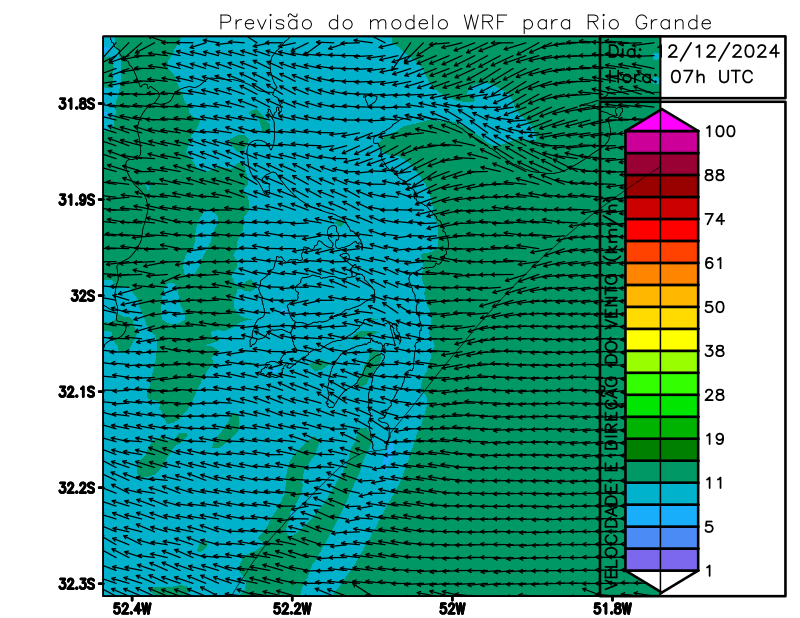 Previsão do modelo WRF para Rio Grande
Dia: 12/12/2024
Hora: 07h UTC
31.8S
31.9S
32S
32.1S
32.2S
32.3S
52.4W
52.2W
52W
51.8W
VELOCIDADE E DIREÇÃO DO VENTO (km/h)
100
88
74
61
50
38
28
19
11
5
1